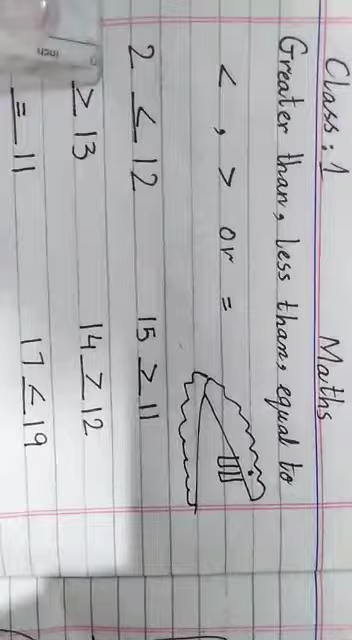 Class: 1 Maths
Greater than, less than, equal to
< , > or =
2 < 12 15 > 11
> 13 14 > 12
= 11 17 < 19
inch